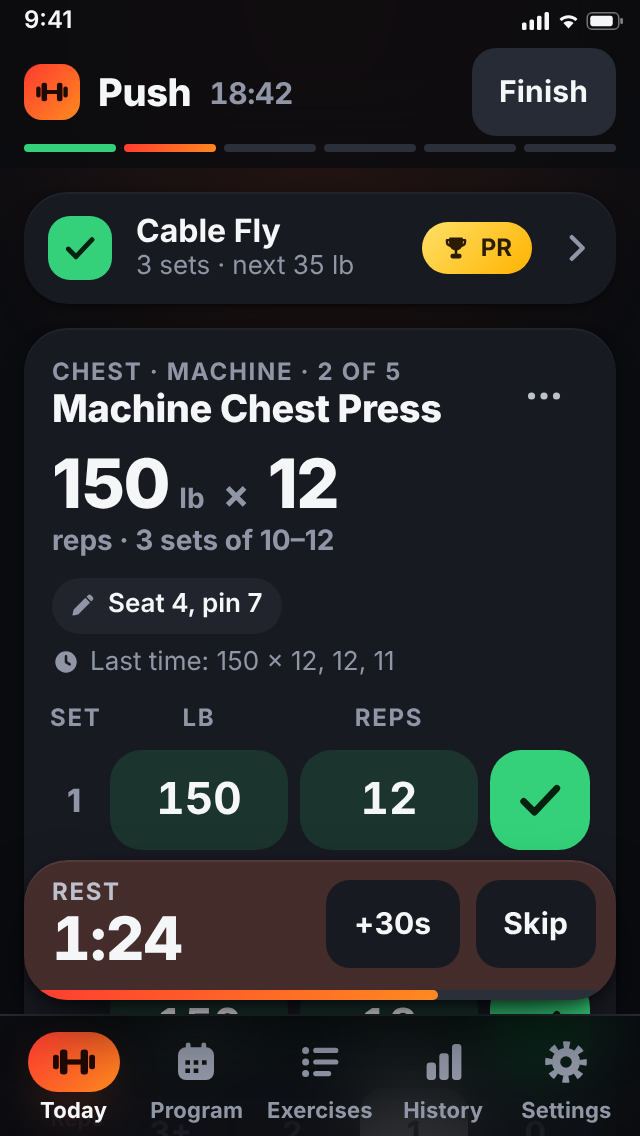 9:41
Push 18:42 Finish
Cable Fly
3 sets · next 35 lb
PR
CHEST · MACHINE · 2 OF 5
Machine Chest Press
150 lb × 12
reps · 3 sets of 10–12
Seat 4, pin 7
Last time: 150 × 12, 12, 11
SET LB REPS
1 150 12
REST
1:24 +30s Skip
Today Program Exercises History Settings